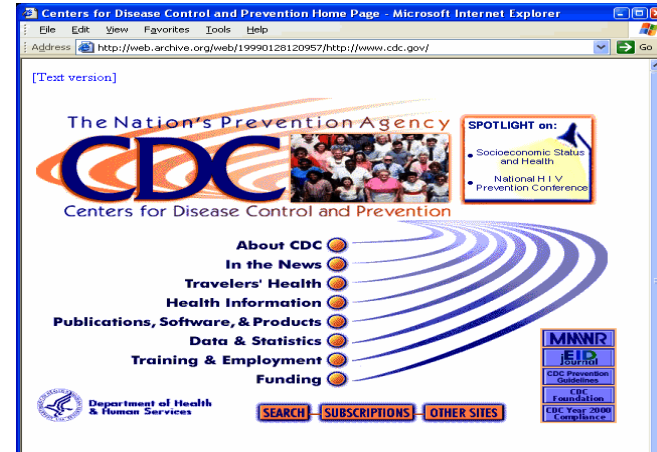 Centers for Disease Control and Prevention Home Page - Microsoft Internet Explorer
File Edit View Favorites Tools Help
Address http://web.archive.org/web/19990128120957/http://www.cdc.gov/ Go
[Text version]
The Nation's Prevention Agency
CDC
Centers for Disease Control and Prevention
SPOTLIGHT on:
Socioeconomic Status
and Health
National H I V
Prevention Conference
About CDC
In the News
Travelers' Health
Health Information
Publications, Software, & Products
Data & Statistics
Training & Employment
Funding
MMWR
EID
Journal
CDC Prevention
Guidelines
CDC
Foundation
CDC Year 2000
Compliance
Department of Health
& Human Services
SEARCH SUBSCRIPTIONS OTHER SITES